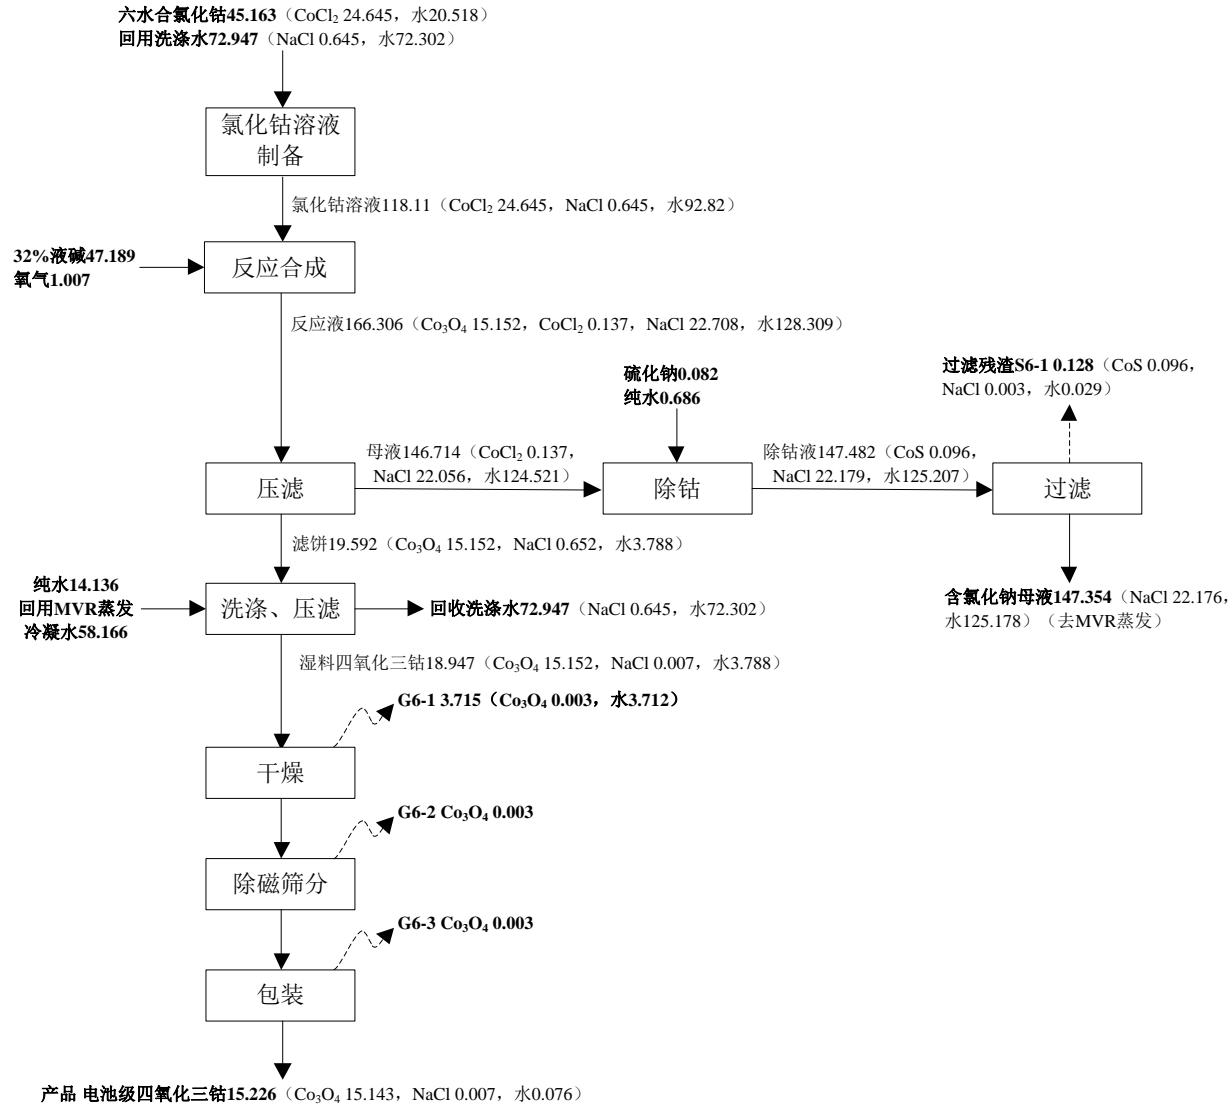 六水合氯化钴45.163（CoCl₂ 24.645，水20.518）
回用洗涤水72.947（NaCl 0.645，水72.302）
氯化钴溶液
制备
氯化钴溶液118.11（CoCl₂ 24.645，NaCl 0.645，水92.82）
32%液碱47.189
氧气1.007
反应合成
反应液166.306（Co₃O₄ 15.152，CoCl₂ 0.137，NaCl 22.708，水128.309）
硫化钠0.082
纯水0.686
过滤残渣S6-1 0.128（CoS 0.096，
NaCl 0.003，水0.029）
压滤
母液146.714（CoCl₂ 0.137，
NaCl 22.056，水124.521）
除钴
除钴液147.482（CoS 0.096，
NaCl 22.179，水125.207）
过滤
滤饼19.592（Co₃O₄ 15.152，NaCl 0.652，水3.788）
纯水14.136
回用MVR蒸发
冷凝水58.166
洗涤、压滤
回收洗涤水72.947（NaCl 0.645，水72.302）
含氯化钠母液147.354（NaCl 22.176，
水125.178）（去MVR蒸发）
湿料四氧化三钴18.947（Co₃O₄ 15.152，NaCl 0.007，水3.788）
G6-1 3.715（Co₃O₄ 0.003，水3.712）
干燥
G6-2 Co₃O₄ 0.003
除磁筛分
G6-3 Co₃O₄ 0.003
包装
产品 电池级四氧化三钴15.226（Co₃O₄ 15.143，NaCl 0.007，水0.076）